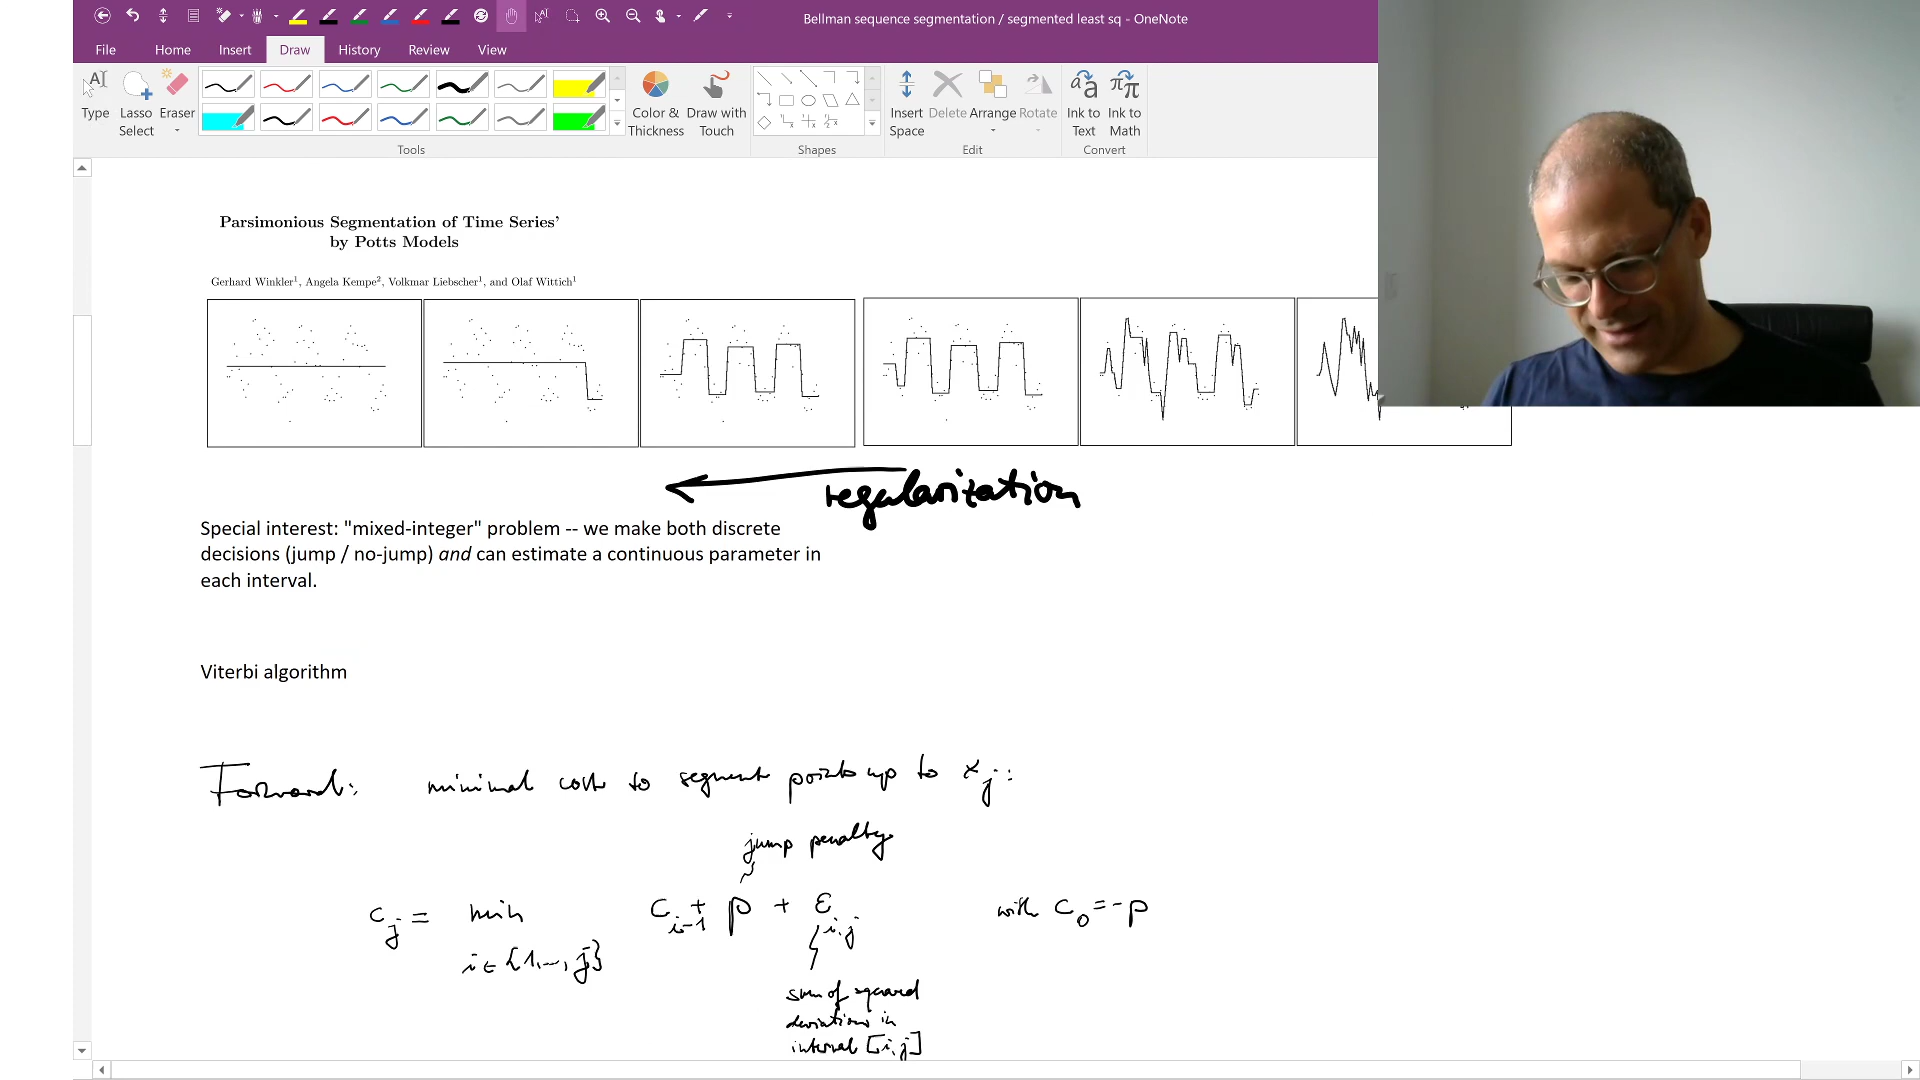 Bellman sequence segmentation / segmented least sq - OneNote
File Home Insert Draw History Review View
Type
Lasso Select
Eraser
Color & Thickness
Draw with Touch
Insert Space
Delete
Arrange
Rotate
Ink to Text
Ink to Math
Tools
Shapes
Edit
Convert
Parsimonious Segmentation of Time Series'
by Potts Models
Gerhard Winkler¹, Angela Kempe², Volkmar Liebscher¹, and Olaf Wittich¹
regularization
Special interest: "mixed-integer" problem -- we make both discrete
decisions (jump / no-jump) and can estimate a continuous parameter in
each interval.
Viterbi algorithm
Forward: minimal cost to segment points up to x_j:
jump penalty
c_j = min c_{i-1} + p + ε_{i,j} with c_0 = -p
i ∈ {1, ..., j}
sum of squared
deviations in
interval [i,j]